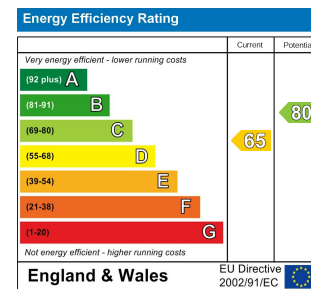 Energy Efficiency Rating
Current Potentia
Very energy efficient - lower running costs
(92 plus) A
(81-91) B
(69-80) C
(55-68) D
(39-54) E
(21-38) F
(1-20) G
65
80
Not energy efficient - higher running costs
England & Wales
EU Directive
2002/91/EC